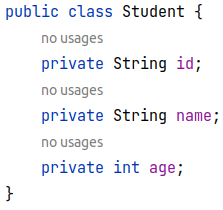 public class Student {
no usages
private String id;
no usages
private String name;
no usages
private int age;
}